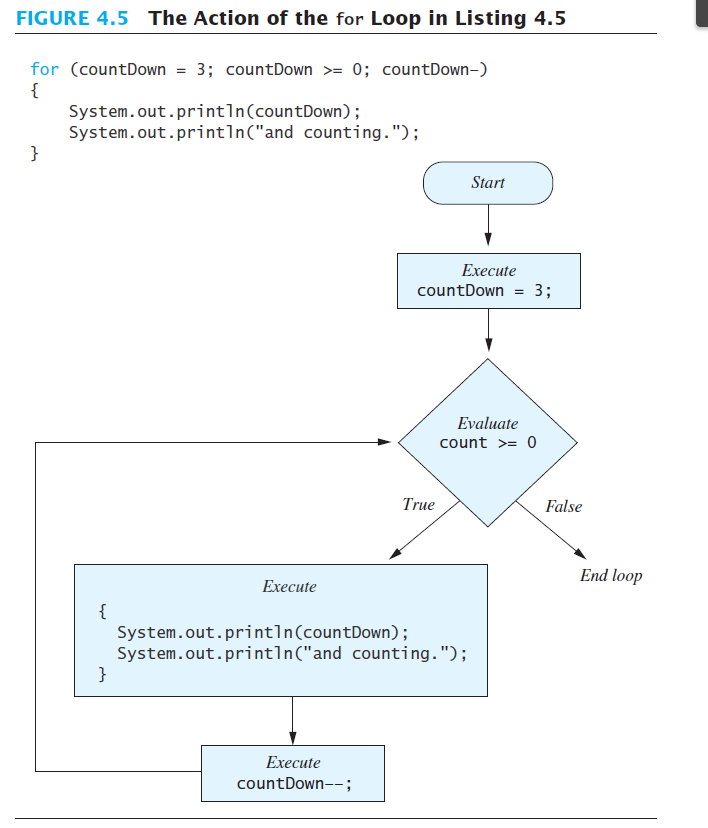 FIGURE 4.5 The Action of the for Loop in Listing 4.5
for (countDown = 3; countDown >= 0; countDown–)
{
System.out.println(countDown);
System.out.println("and counting.");
}
Start
Execute
countDown = 3;
Evaluate
count >= 0
True
False
End loop
Execute
{
System.out.println(countDown);
System.out.println("and counting.");
}
Execute
countDown--;